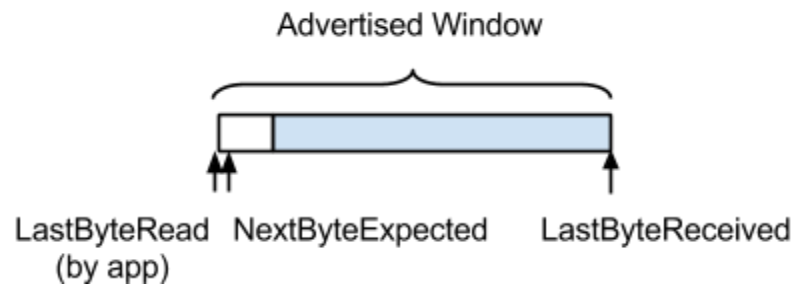 Advertised Window
LastByteRead NextByteExpected LastByteReceived
(by app)